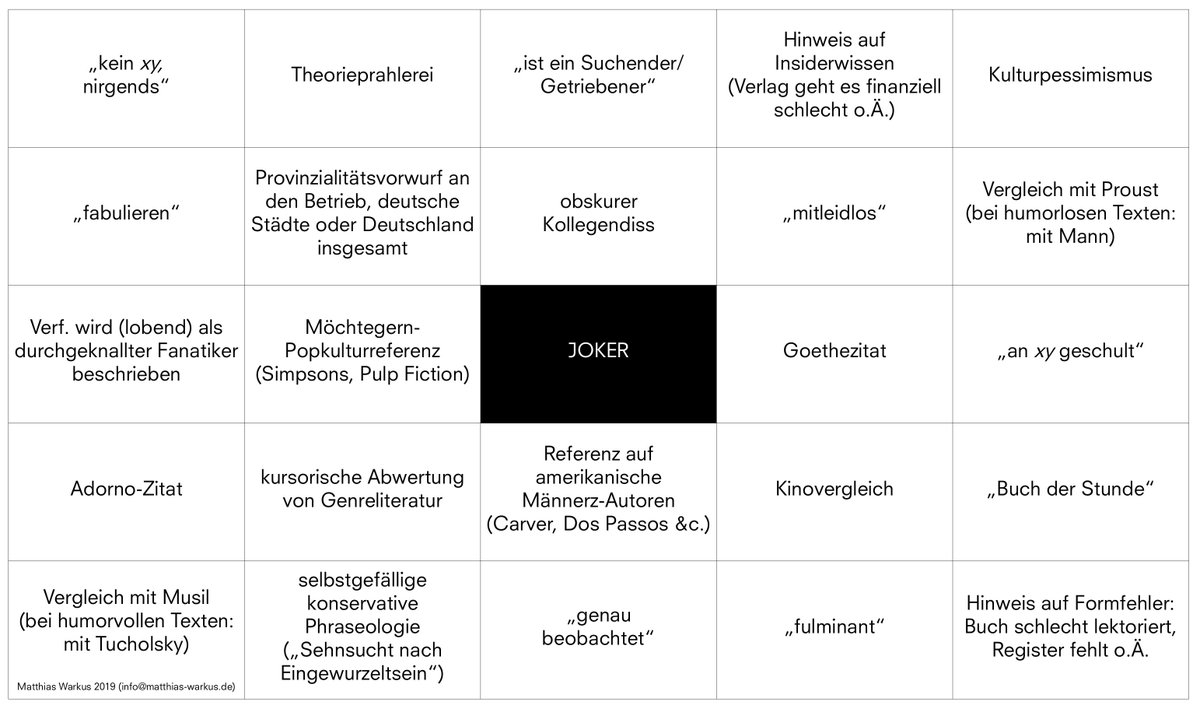 „kein xy,
nirgends“
Theorieprahlerei
„ist ein Suchender/
Getriebener“
Hinweis auf
Insiderwissen
(Verlag geht es finanziell
schlecht o.Ä.)
Kulturpessimismus
„fabulieren“
Provinzialitätsvorwurf an
den Betrieb, deutsche
Städte oder Deutschland
insgesamt
obskurer
Kollegendiss
„mitleidlos“
Vergleich mit Proust
(bei humorlosen Texten:
mit Mann)
Verf. wird (lobend) als
durchgeknallter Fanatiker
beschrieben
Möchtegern-
Popkulturreferenz
(Simpsons, Pulp Fiction)
JOKER
Goethezitat
„an xy geschult“
Adorno-Zitat
kursorische Abwertung
von Genreliteratur
Referenz auf
amerikanische
Männerz-Autoren
(Carver, Dos Passos &c.)
Kinovergleich
„Buch der Stunde“
Vergleich mit Musil
(bei humorvollen Texten:
mit Tucholsky)
selbstgefällige
konservative
Phraseologie
(„Sehnsucht nach
Eingewurzeltsein“)
„genau
beobachtet“
„fulminant“
Hinweis auf Formfehler:
Buch schlecht lektoriert,
Register fehlt o.Ä.
Matthias Warkus 2019 (info@matthias-warkus.de)